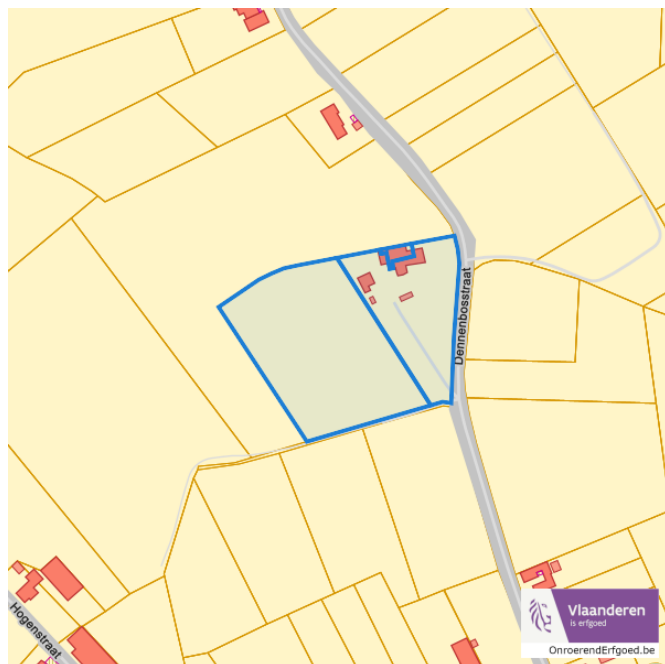 Dennenbosstraat
Hogenstraat
Vlaanderen
is erfgoed
OnroerendErfgoed.be